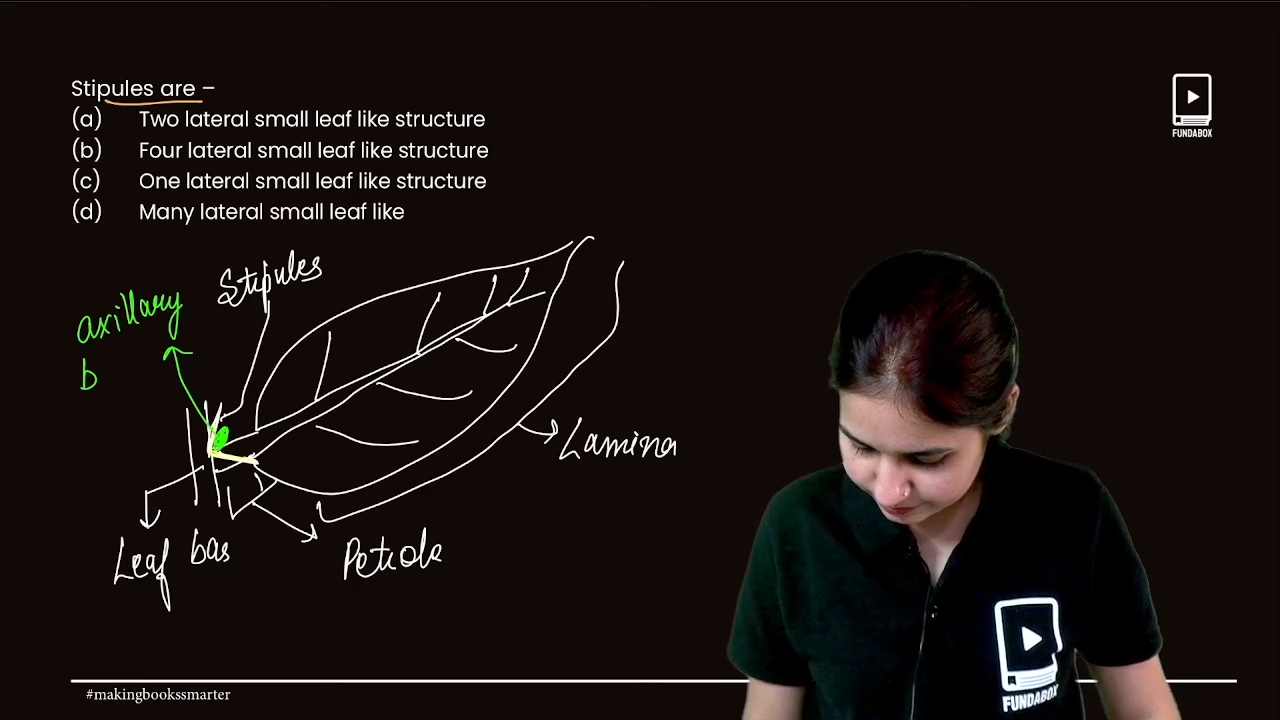 Stipules are –
(a) Two lateral small leaf like structure
(b) Four lateral small leaf like structure
(c) One lateral small leaf like structure
(d) Many lateral small leaf like
FUNDABOX
Stipules
axillary
b
Lamina
Leaf bas
Petiole
FUNDABOX
#makingbookssmarter